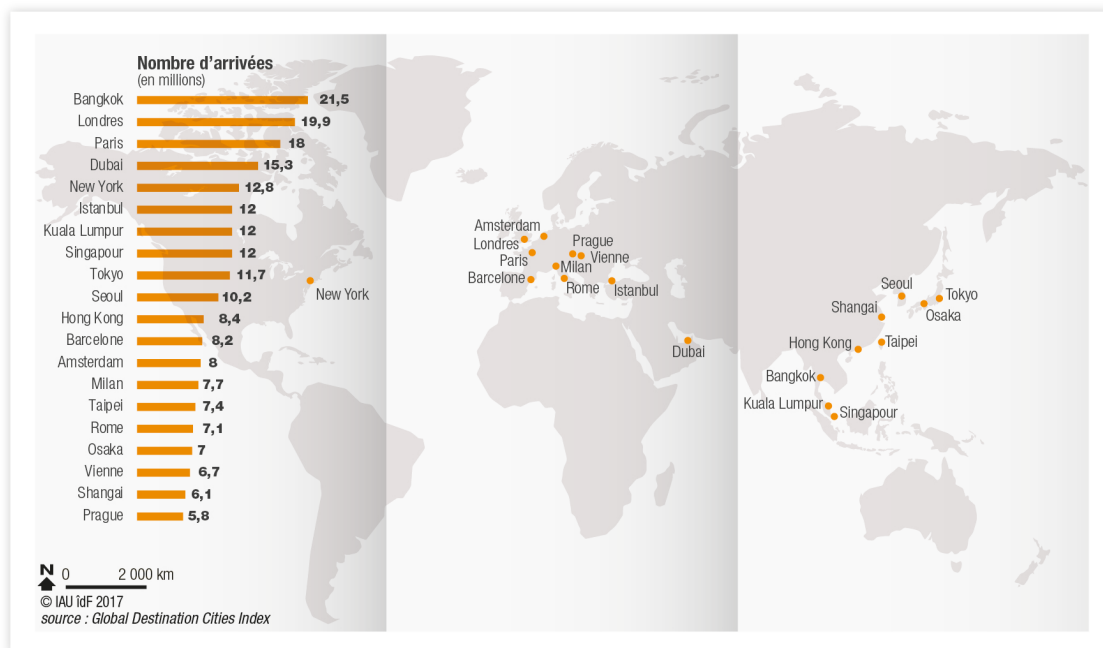 Nombre d'arrivées
(en millions)
Bangkok 21,5
Londres 19,9
Paris 18
Dubai 15,3
New York 12,8
Istanbul 12
Kuala Lumpur 12
Singapour 12
Tokyo 11,7
Seoul 10,2
Hong Kong 8,4
Barcelone 8,2
Amsterdam 8
Milan 7,7
Taipei 7,4
Rome 7,1
Osaka 7
Vienne 6,7
Shangai 6,1
Prague 5,8
New York
Amsterdam
Londres
Paris
Prague
Vienne
Milan
Barcelone
Rome
Istanbul
Dubai
Seoul
Tokyo
Shangai
Osaka
Hong Kong
Taipei
Bangkok
Kuala Lumpur
Singapour
N
0 2 000 km
© IAU îdF 2017
source : Global Destination Cities Index